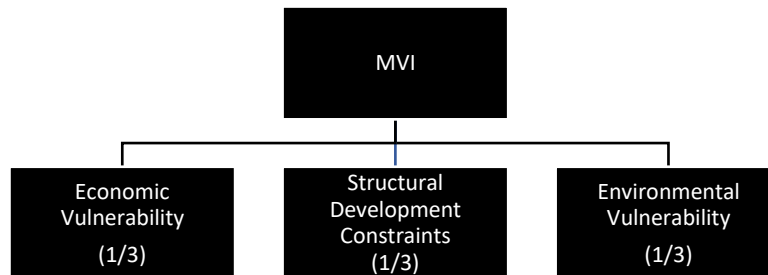 MVI
Economic
Vulnerability
(1/3)
Structural
Development
Constraints
(1/3)
Environmental
Vulnerability
(1/3)